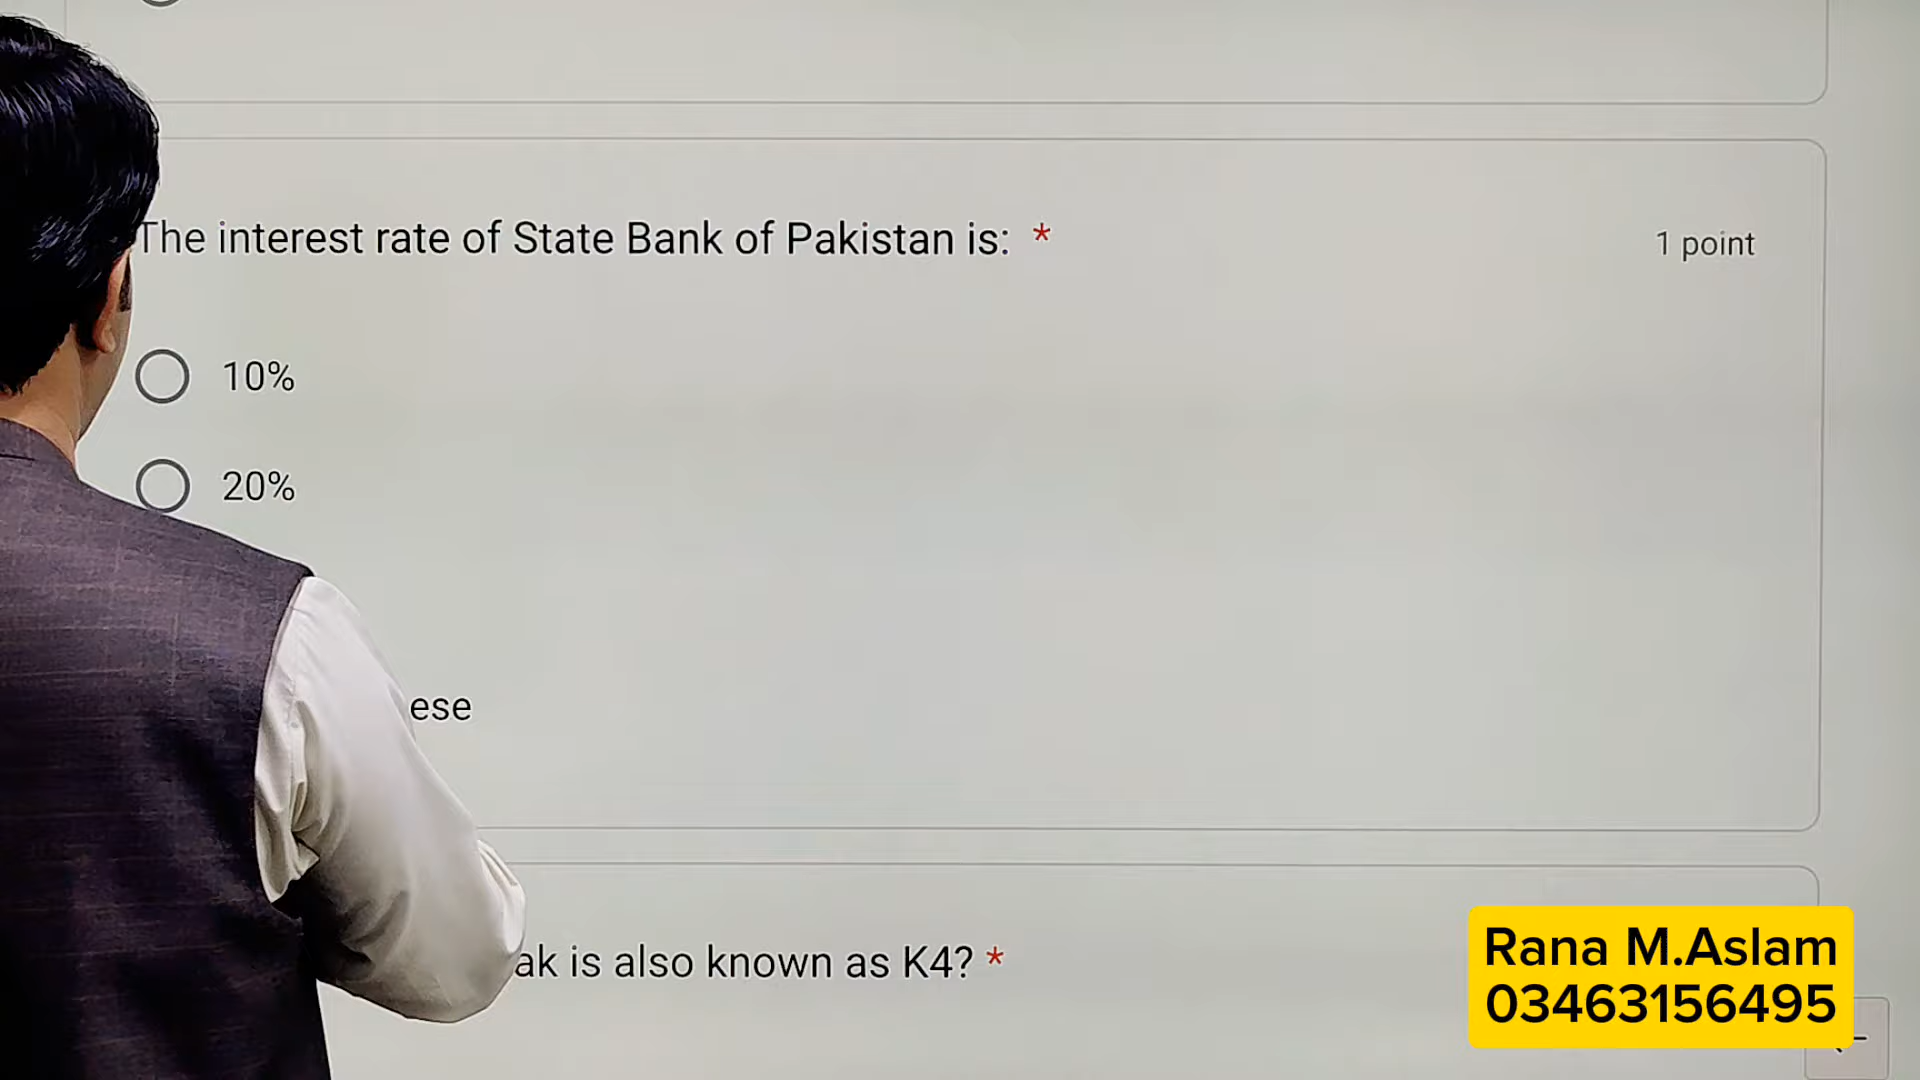 The interest rate of State Bank of Pakistan is: *
1 point
10%
20%
ese
ak is also known as K4? *
Rana M.Aslam
03463156495